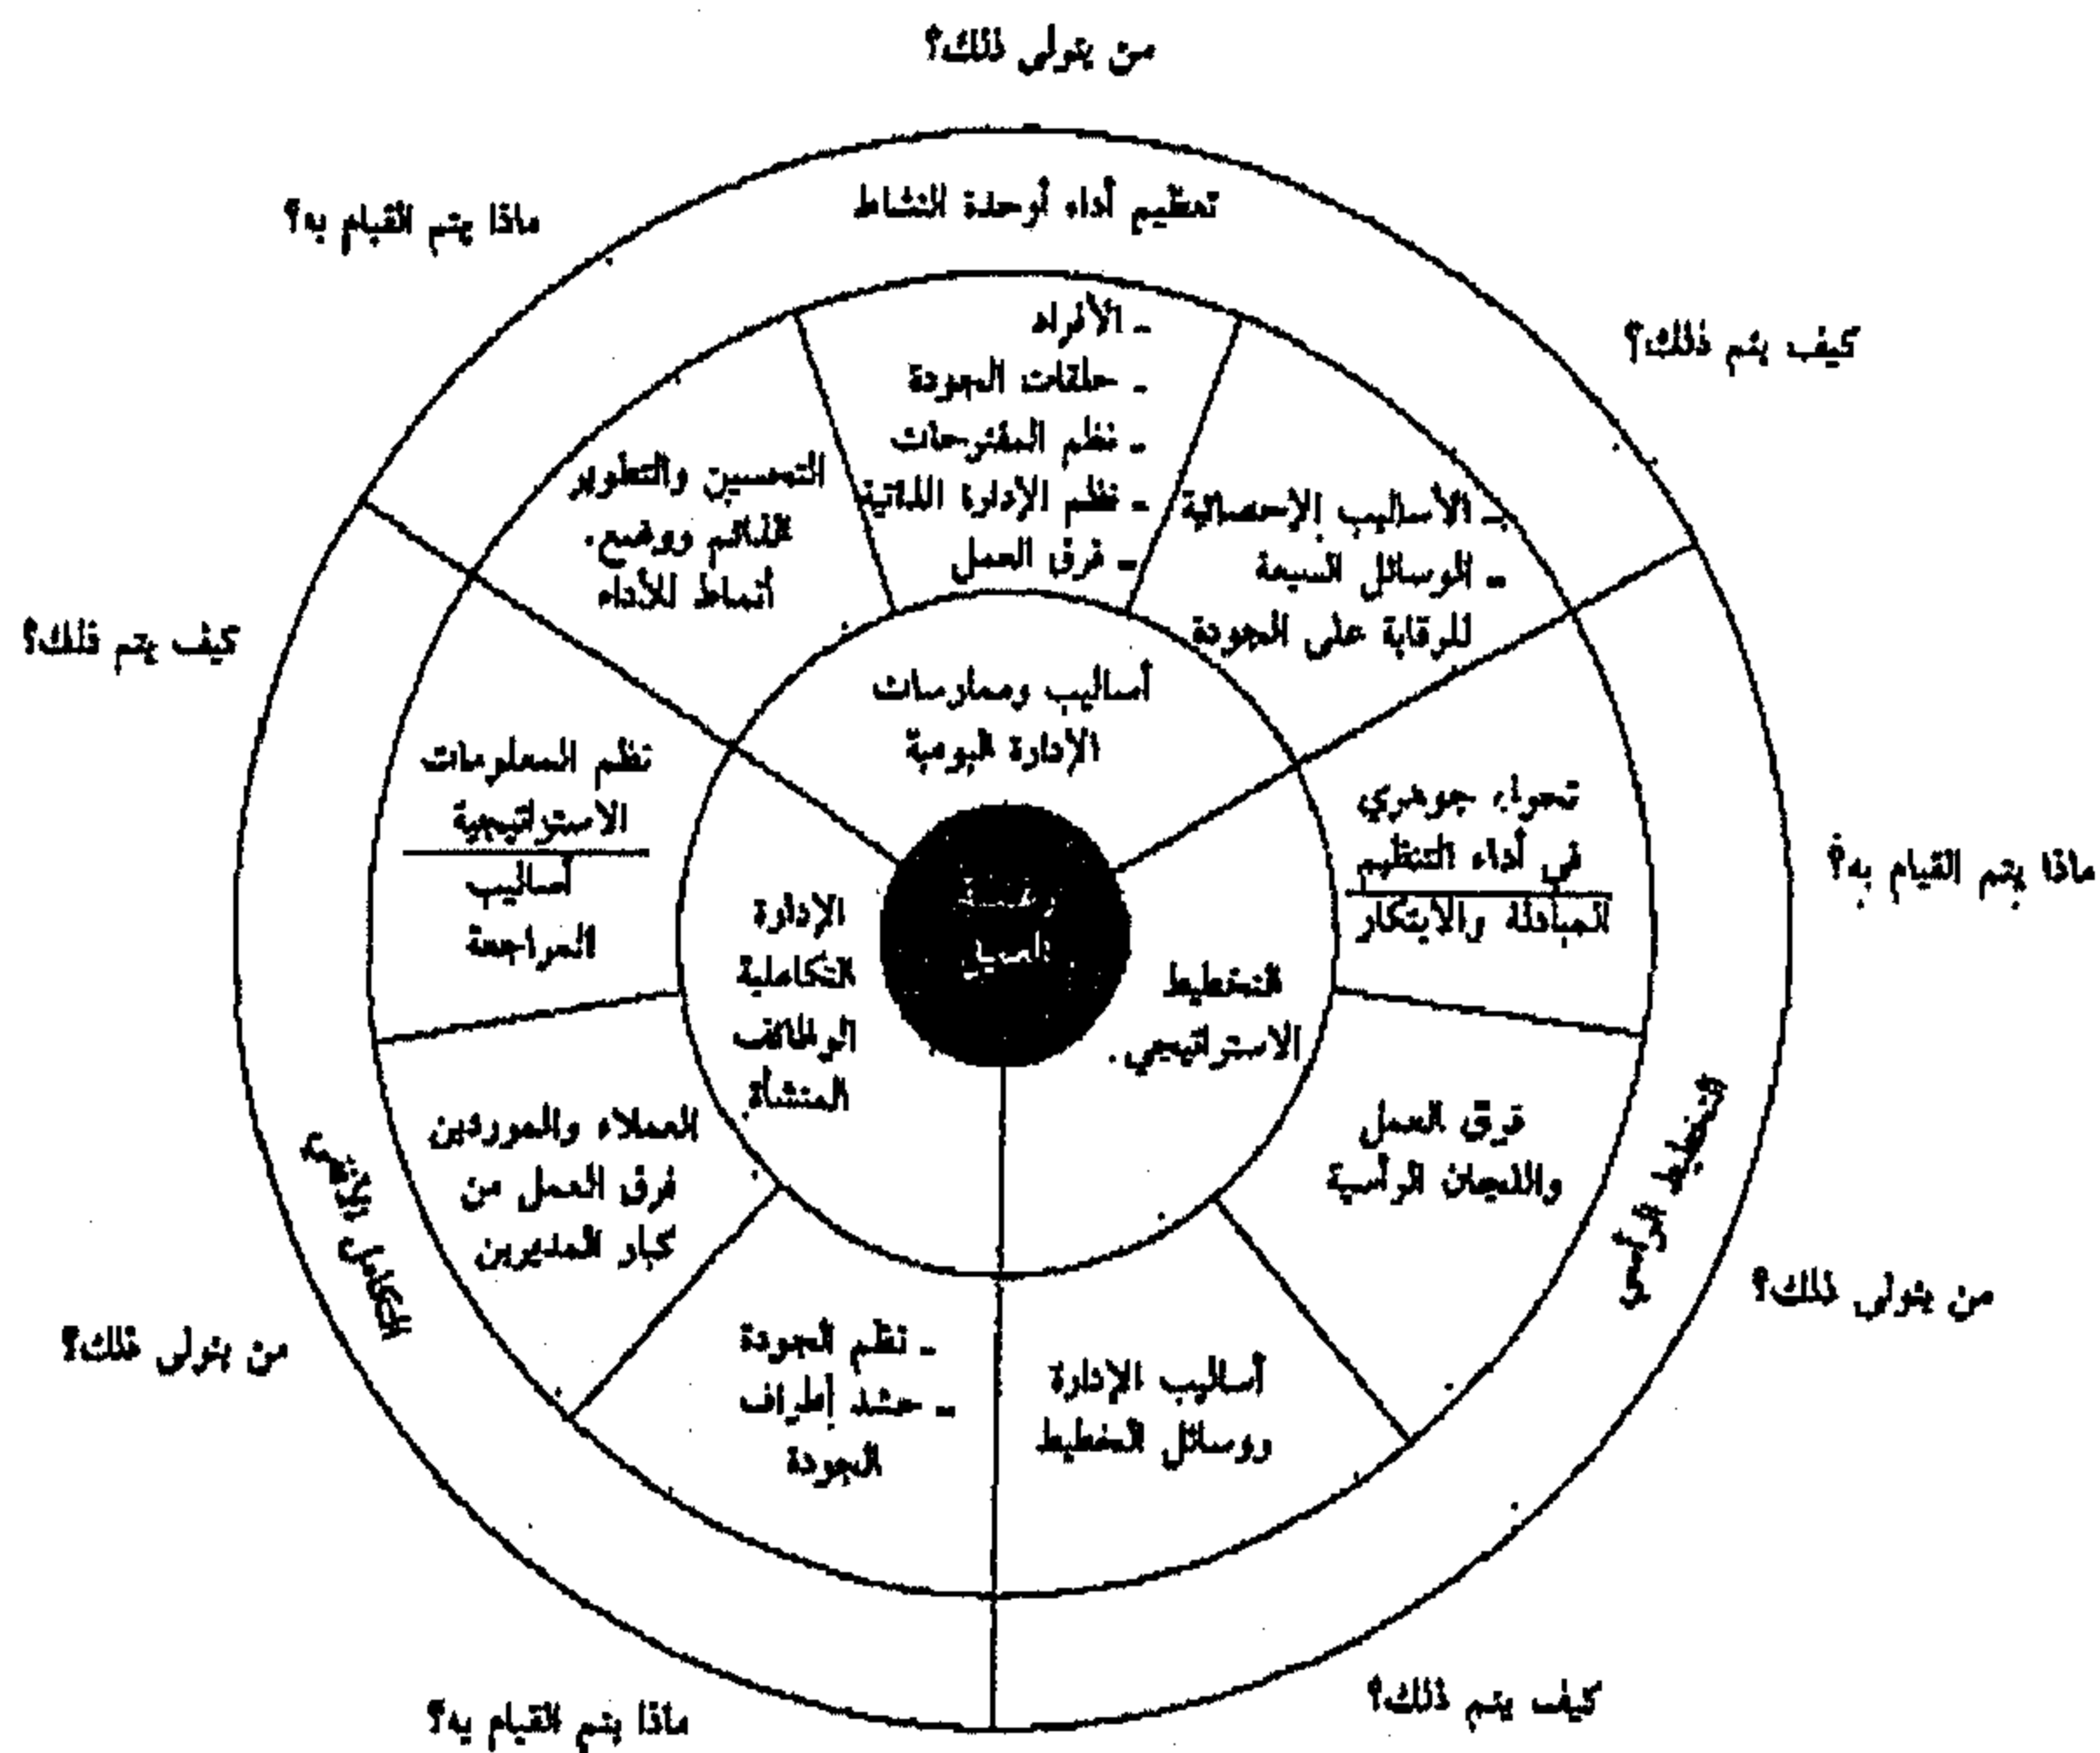 من يتولى ذلك؟
ماذا يتم القيام به؟
كيف يتم ذلك؟
تعظيم أداء أوحدة النشاط
- الأفراد
- حلقات الجودة
- نظم المقترحات
- نظم الإدارة الذاتية
- فرق العمل
- الأساليب الإحصائية
- الوسائل السبعة
للرقابة على الجودة
التحسين والتطوير
الدائم ووضع.
أنماط للأداء
أساليب وممارسات
الإدارة اليومية
كيف يتم ذلك؟
ماذا يتم القيام به؟
تحول جوهري
في أداء التنظيم
المبادلة والابتكار
نظم المعلومات
الاستراتيجية
أساليب
المراجعة
الإدارة
التكاملية
الوظائف
المنشأة
التخطيط
الاستراتيجي.
فرق العمل
واللجان الرأسية
التخطيط الرأسي
العملاء والموردين
فرق العمل من
كبار المديرين
التكامل الأفقي
من يتولى ذلك؟
من يتولى ذلك؟
أساليب الإدارة
ووسائل التخطيط
- نظم الجودة
- حشد إطراف
الجودة
كيف يتم ذلك؟
ماذا يتم القيام به؟